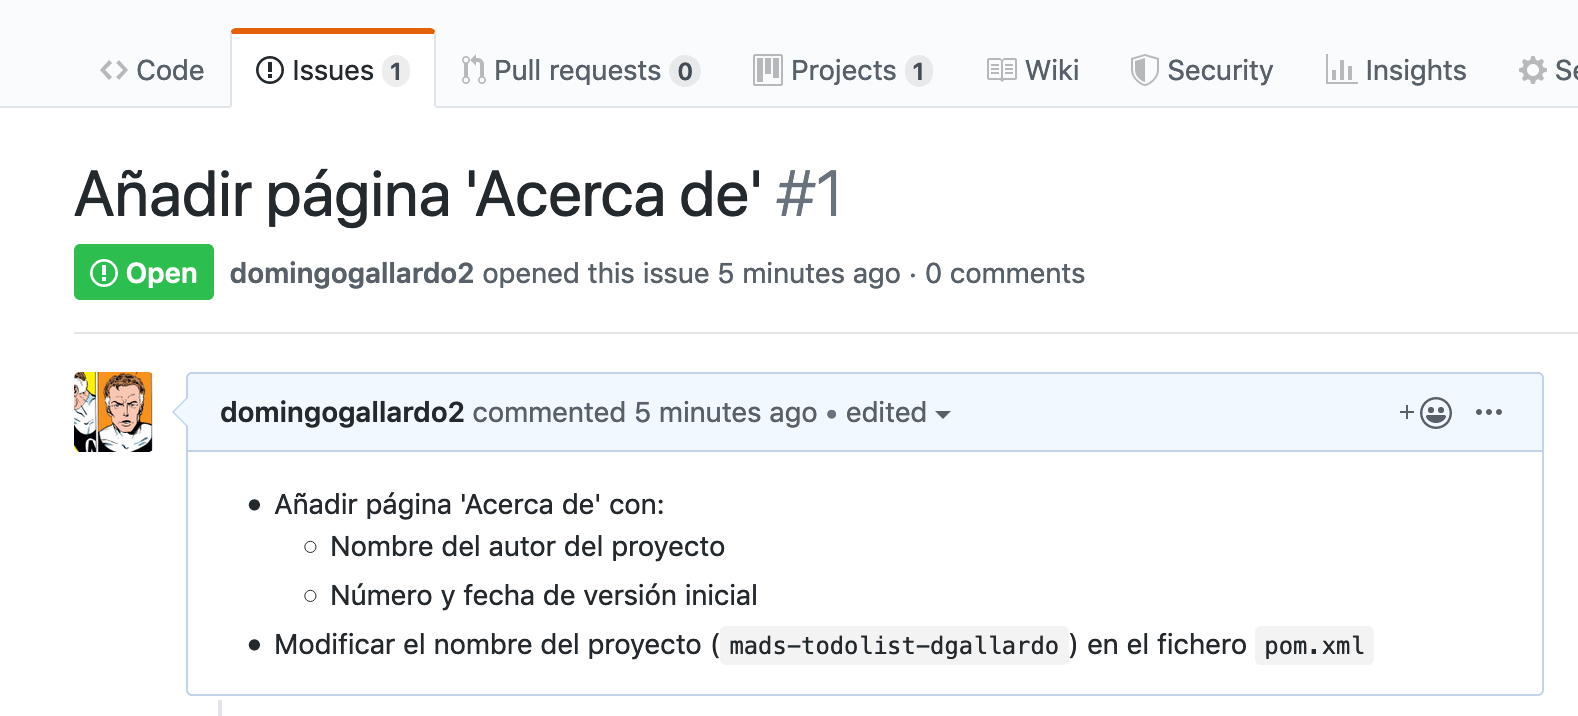 Code Issues 1 Pull requests 0 Projects 1 Wiki Security Insights
Añadir página 'Acerca de' #1
Open domingogallardo2 opened this issue 5 minutes ago · 0 comments
domingogallardo2 commented 5 minutes ago • edited
• Añadir página 'Acerca de' con:
○ Nombre del autor del proyecto
○ Número y fecha de versión inicial
• Modificar el nombre del proyecto ( mads-todolist-dgallardo ) en el fichero pom.xml